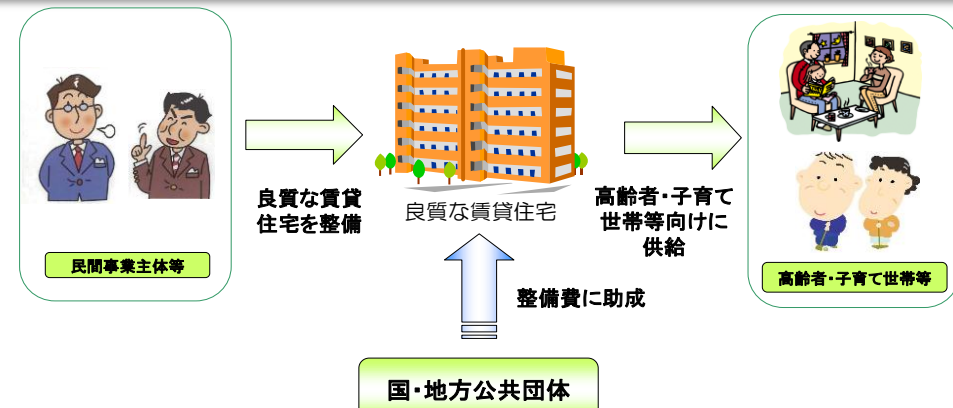 良質な賃貸
住宅を整備
民間事業主体等
良質な賃貸住宅
高齢者・子育て
世帯等向けに
供給
高齢者・子育て世帯等
整備費に助成
国・地方公共団体